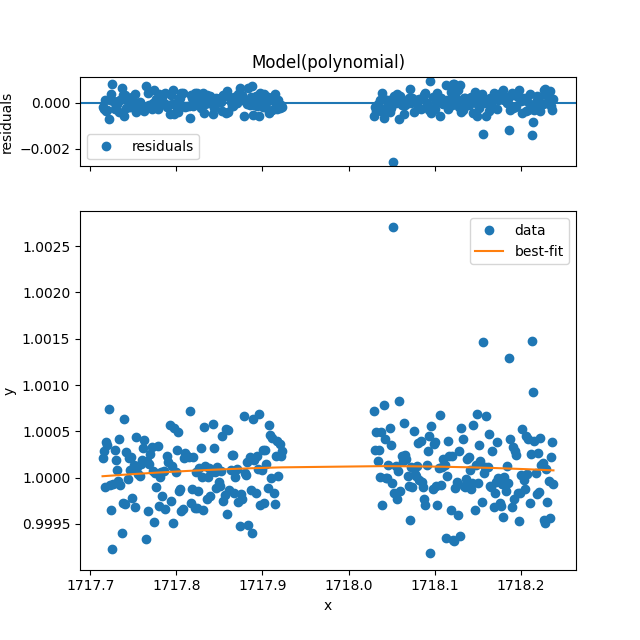 Model(polynomial)
residuals
0.000
−0.002
residuals
y
1.0025
1.0020
1.0015
1.0010
1.0005
1.0000
0.9995
data
best-fit
1717.7 1717.8 1717.9 1718.0 1718.1 1718.2
x